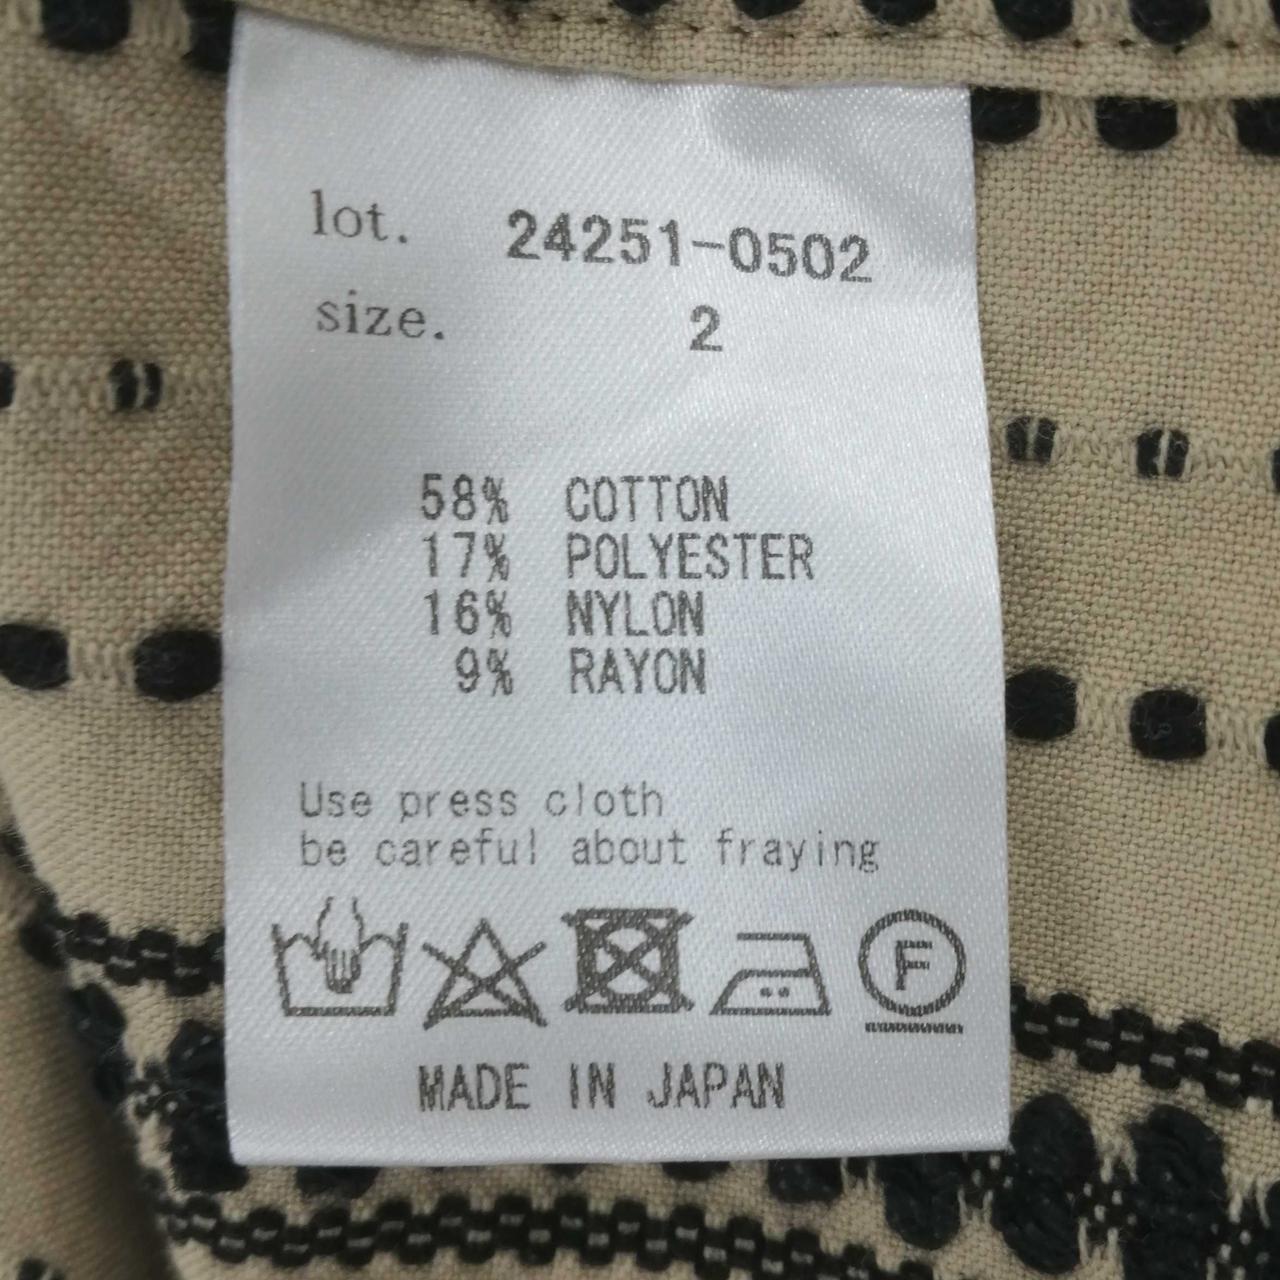 lot. 24251-0502
size. 2
58% COTTON
17% POLYESTER
16% NYLON
9% RAYON
Use press cloth
be careful about fraying
F
MADE IN JAPAN